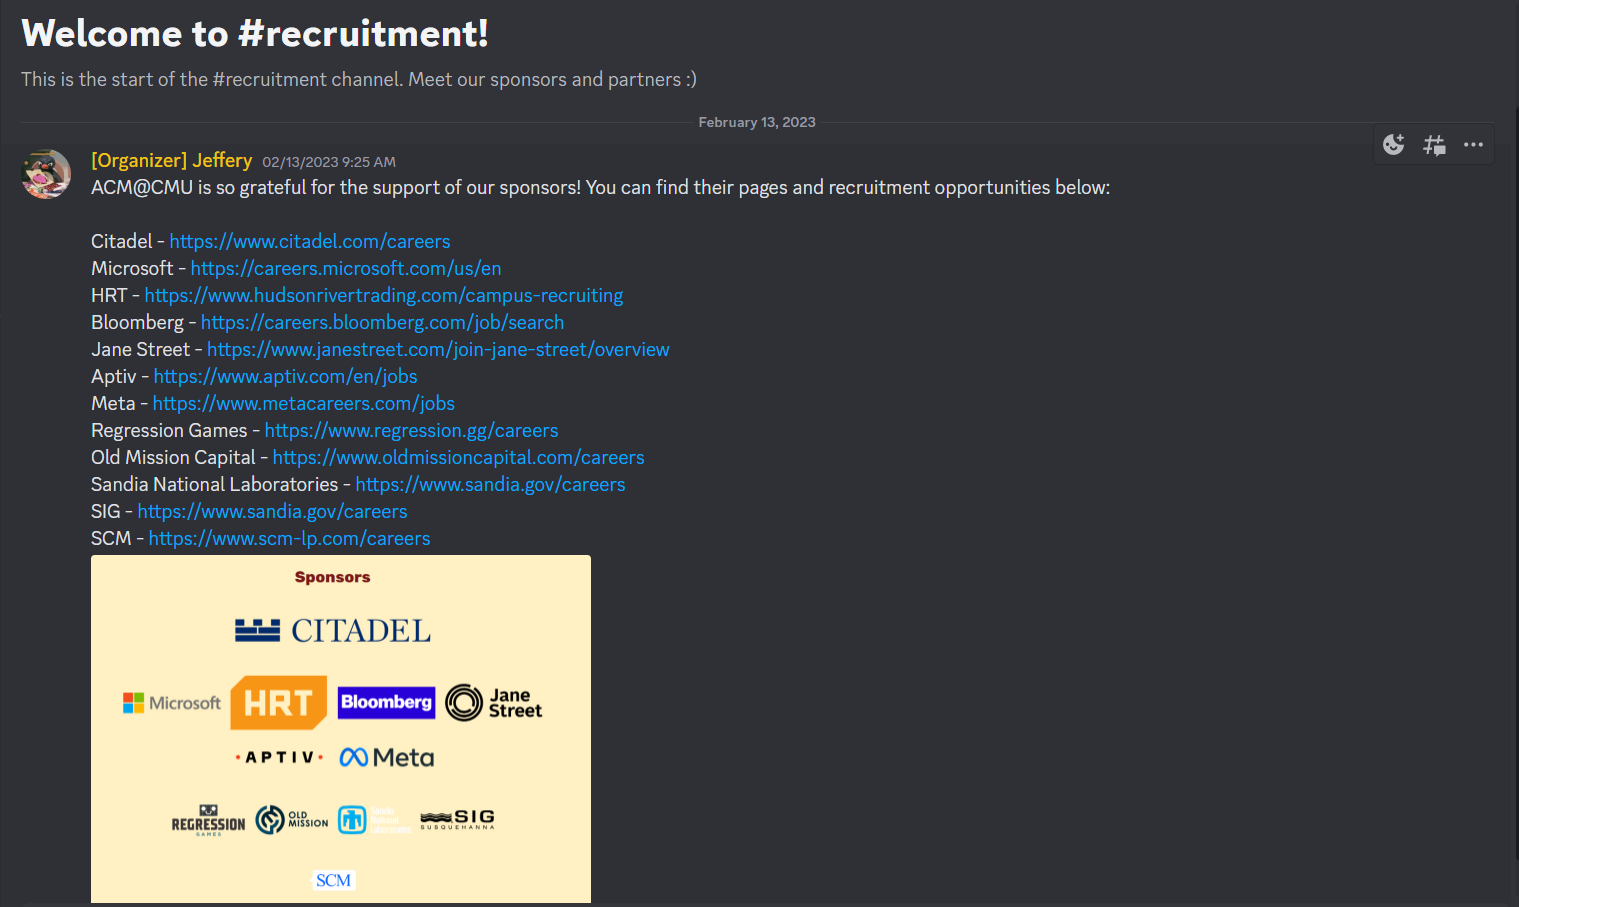 Welcome to #recruitment!
This is the start of the #recruitment channel. Meet our sponsors and partners :)
February 13, 2023
[Organizer] Jeffery 02/13/2023 9:25 AM
ACM@CMU is so grateful for the support of our sponsors! You can find their pages and recruitment opportunities below:
Citadel - https://www.citadel.com/careers
Microsoft - https://careers.microsoft.com/us/en
HRT - https://www.hudsonrivertrading.com/campus-recruiting
Bloomberg - https://careers.bloomberg.com/job/search
Jane Street - https://www.janestreet.com/join-jane-street/overview
Aptiv - https://www.aptiv.com/en/jobs
Meta - https://www.metacareers.com/jobs
Regression Games - https://www.regression.gg/careers
Old Mission Capital - https://www.oldmissioncapital.com/careers
Sandia National Laboratories - https://www.sandia.gov/careers
SIG - https://www.sandia.gov/careers
SCM - https://www.scm-lp.com/careers
Sponsors
CITADEL
Microsoft HRT Bloomberg Jane Street
APTIV Meta
REGRESSION GAMES OLD MISSION Sandia National Laboratories SIG SUSQUEHANNA
SCM